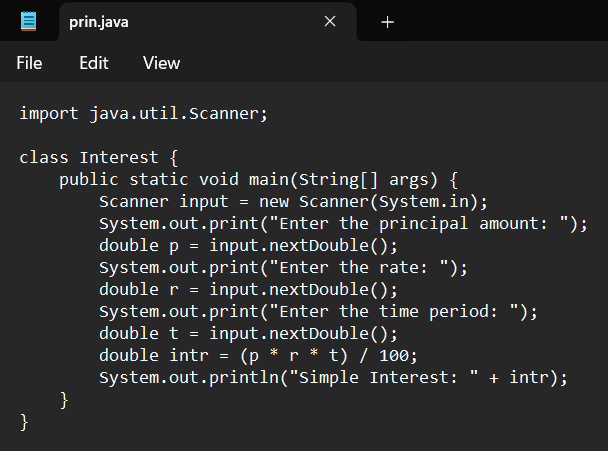 prin.java
File Edit View
import java.util.Scanner;
class Interest {
    public static void main(String[] args) {
        Scanner input = new Scanner(System.in);
        System.out.print("Enter the principal amount: ");
        double p = input.nextDouble();
        System.out.print("Enter the rate: ");
        double r = input.nextDouble();
        System.out.print("Enter the time period: ");
        double t = input.nextDouble();
        double intr = (p * r * t) / 100;
        System.out.println("Simple Interest: " + intr);
    }
}